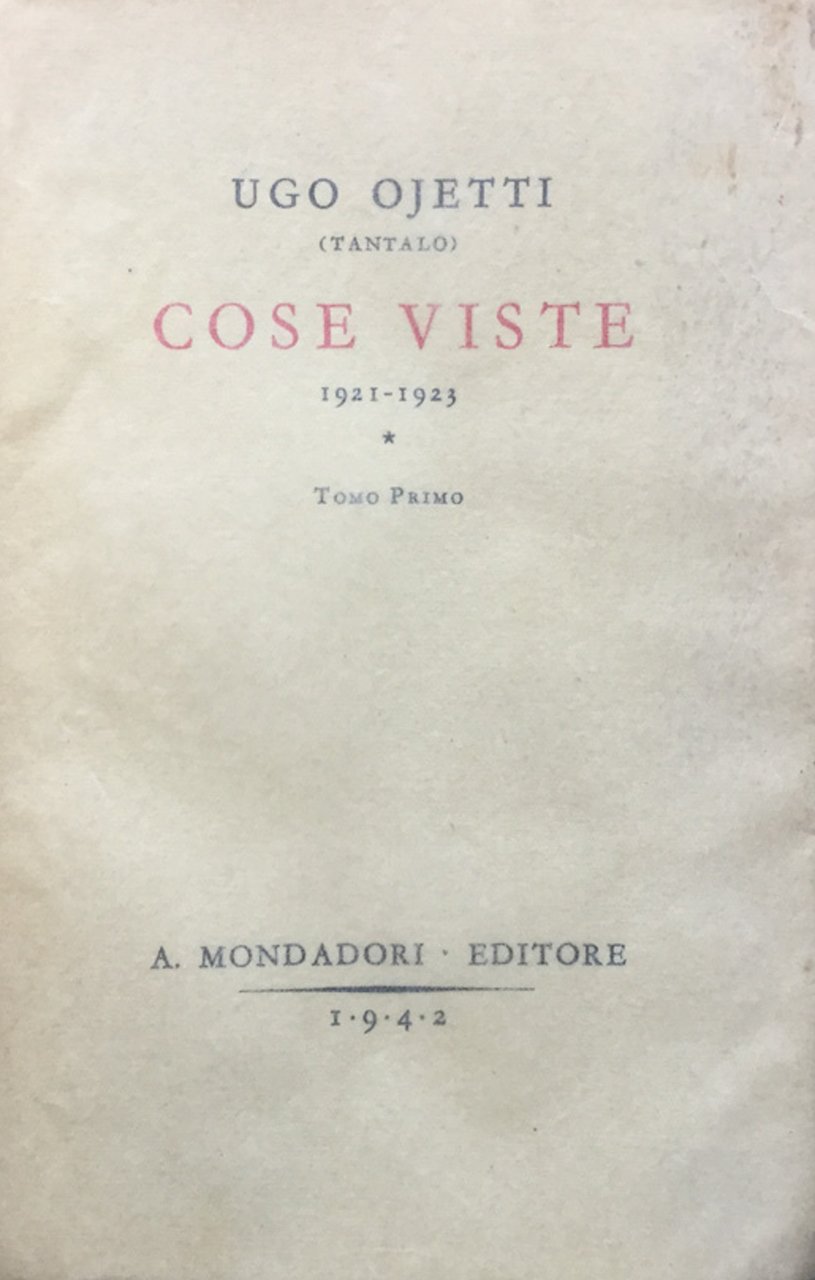 UGO OJETTI
(TANTALO)
COSE VISTE
1921-1923
*
TOMO PRIMO
A. MONDADORI · EDITORE
1·9·4·2